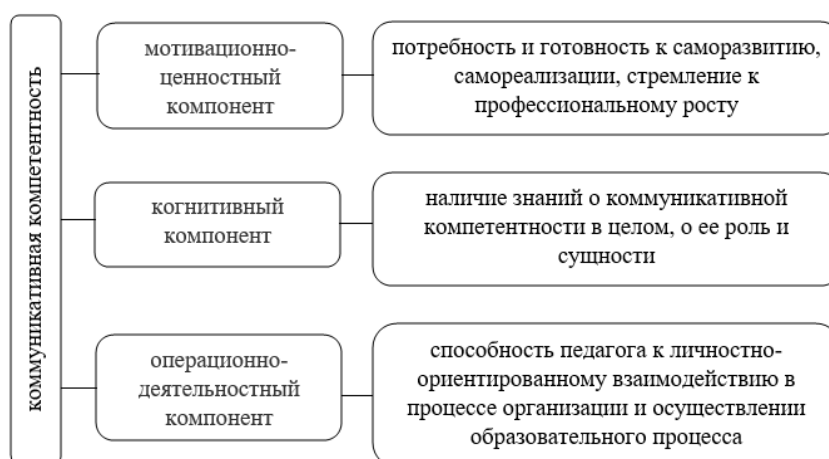 коммуникативная компетентность
мотивационно-
ценностный
компонент
потребность и готовность к саморазвитию,
самореализации, стремление к
профессиональному росту
когнитивный
компонент
наличие знаний о коммуникативной
компетентности в целом, о ее роль и
сущности
операционно-
деятельностный
компонент
способность педагога к личностно-
ориентированному взаимодействию в
процессе организации и осуществлении
образовательного процесса